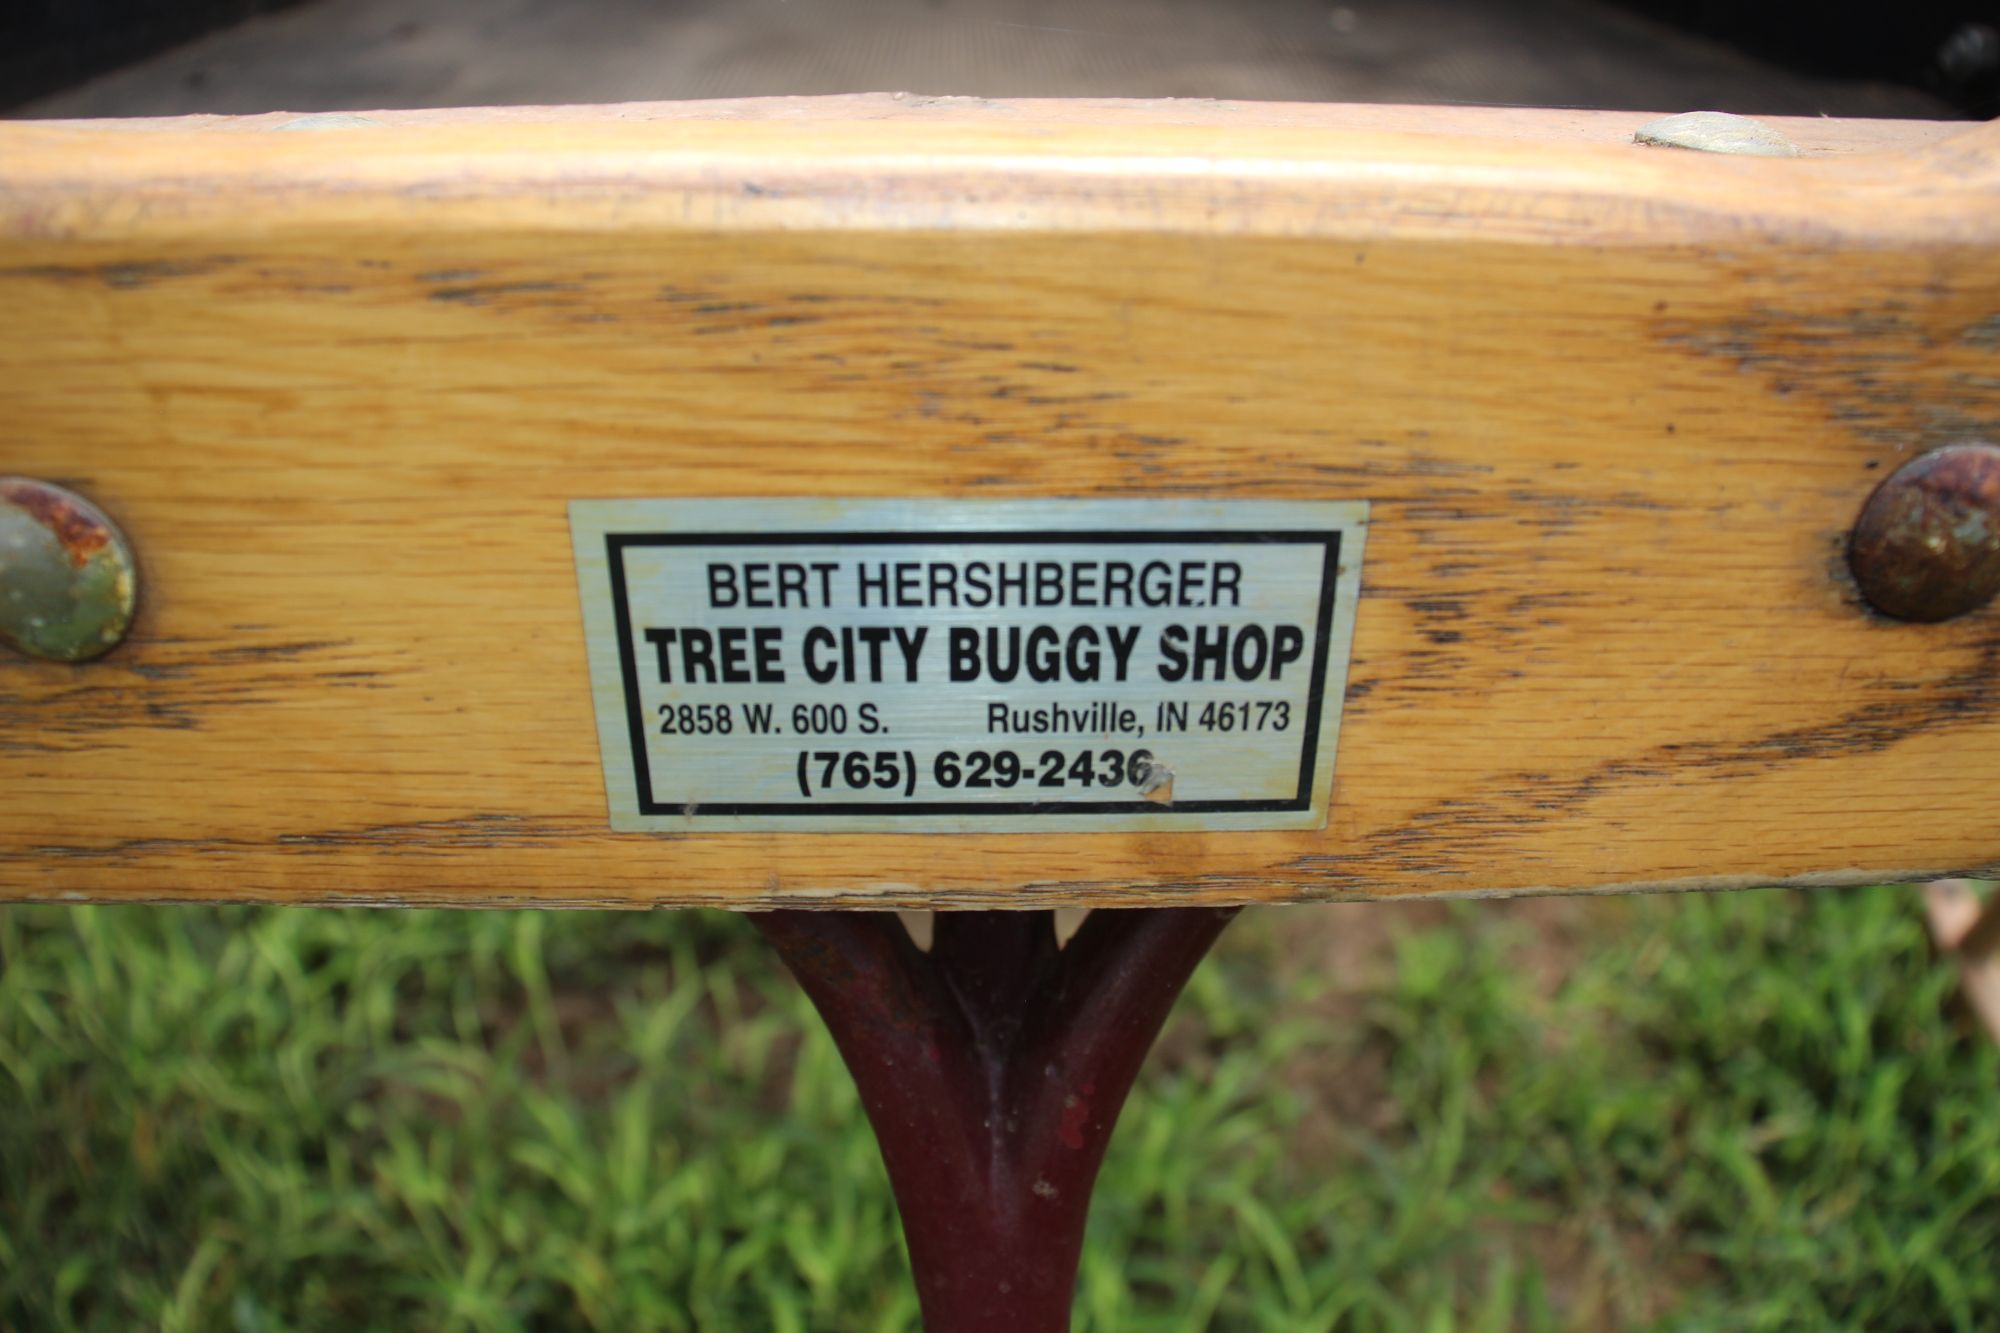 BERT HERSHBERGER
TREE CITY BUGGY SHOP
2858 W. 600 S. Rushville, IN 46173
(765) 629-2436